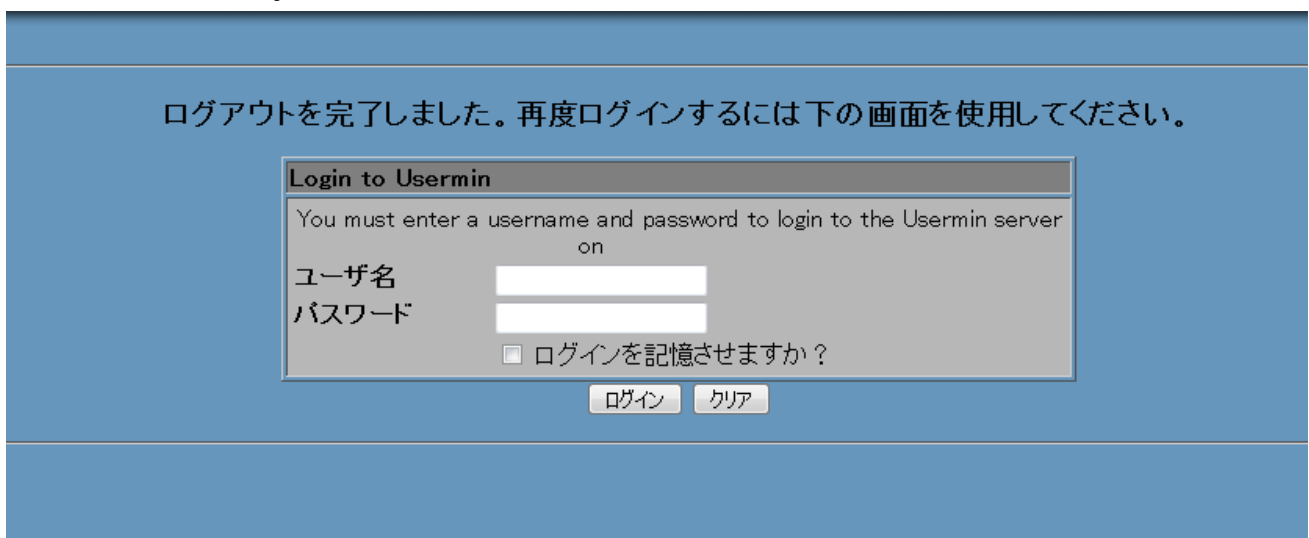 ログアウトを完了しました。再度ログインするには下の画面を使用してください。
Login to Usermin
You must enter a username and password to login to the Usermin server
on
ユーザ名
パスワード
ログインを記憶させますか？
ログイン クリア